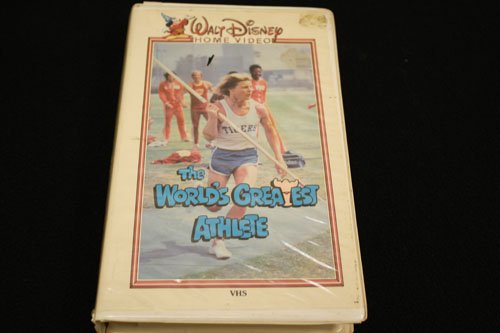 WALT DISNEY
HOME VIDEO
TIGERS
THE
WORLD'S GREATEST
ATHLETE
VHS